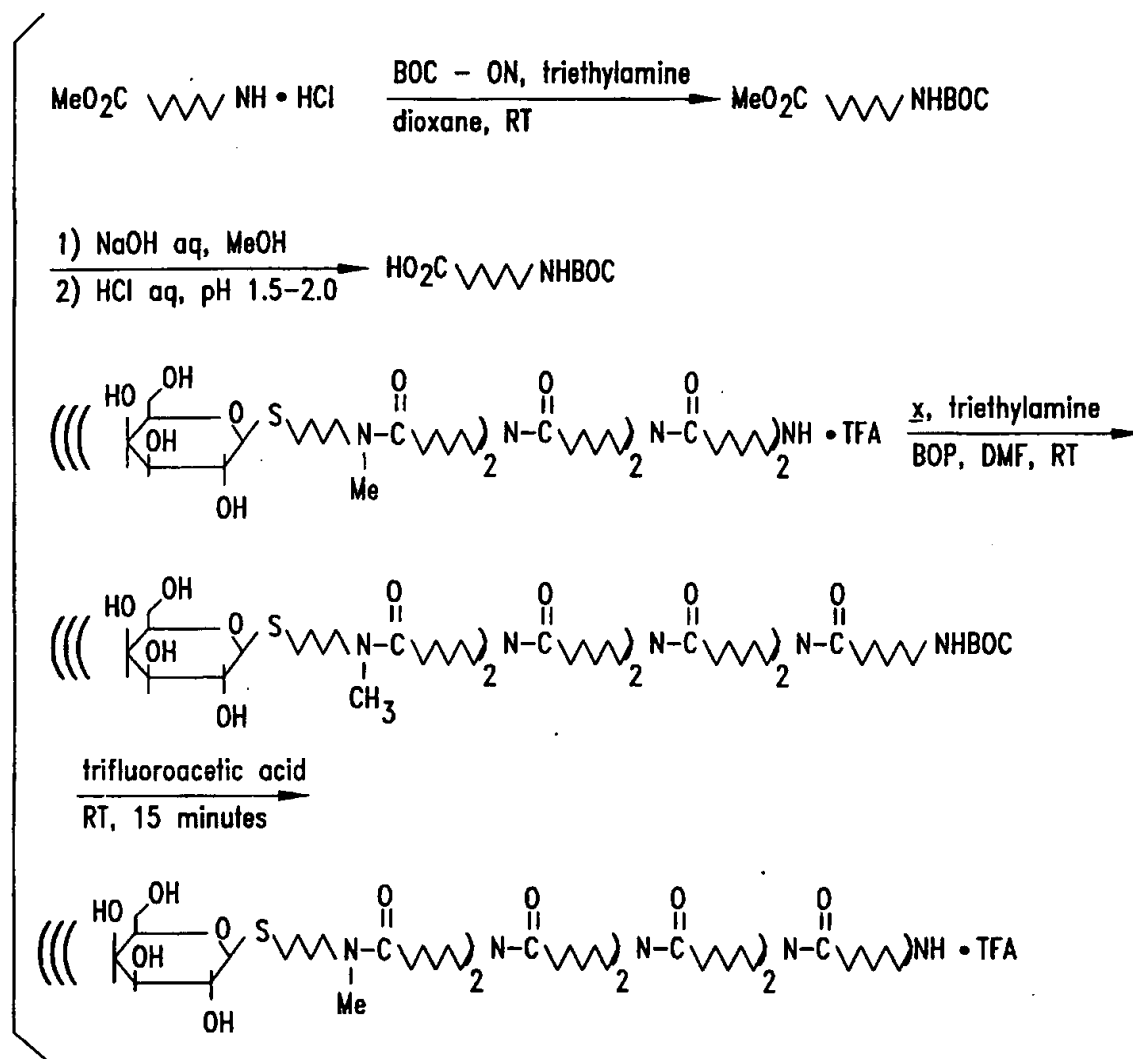 MeO2C NH • HCl BOC - ON, triethylamine dioxane, RT MeO2C NHBOC
1) NaOH aq, MeOH
2) HCl aq, pH 1.5-2.0 HO2C NHBOC
((( HO OH OH OH O S N-C O )2 N-C O )2 N-C O )2 NH • TFA x, triethylamine
Me BOP, DMF, RT
((( HO OH OH OH O S N-C O )2 N-C O )2 N-C O )2 N-C O NHBOC
CH3
trifluoroacetic acid
RT, 15 minutes
((( HO OH OH OH O S N-C O )2 N-C O )2 N-C O )2 N-C O )NH • TFA
Me